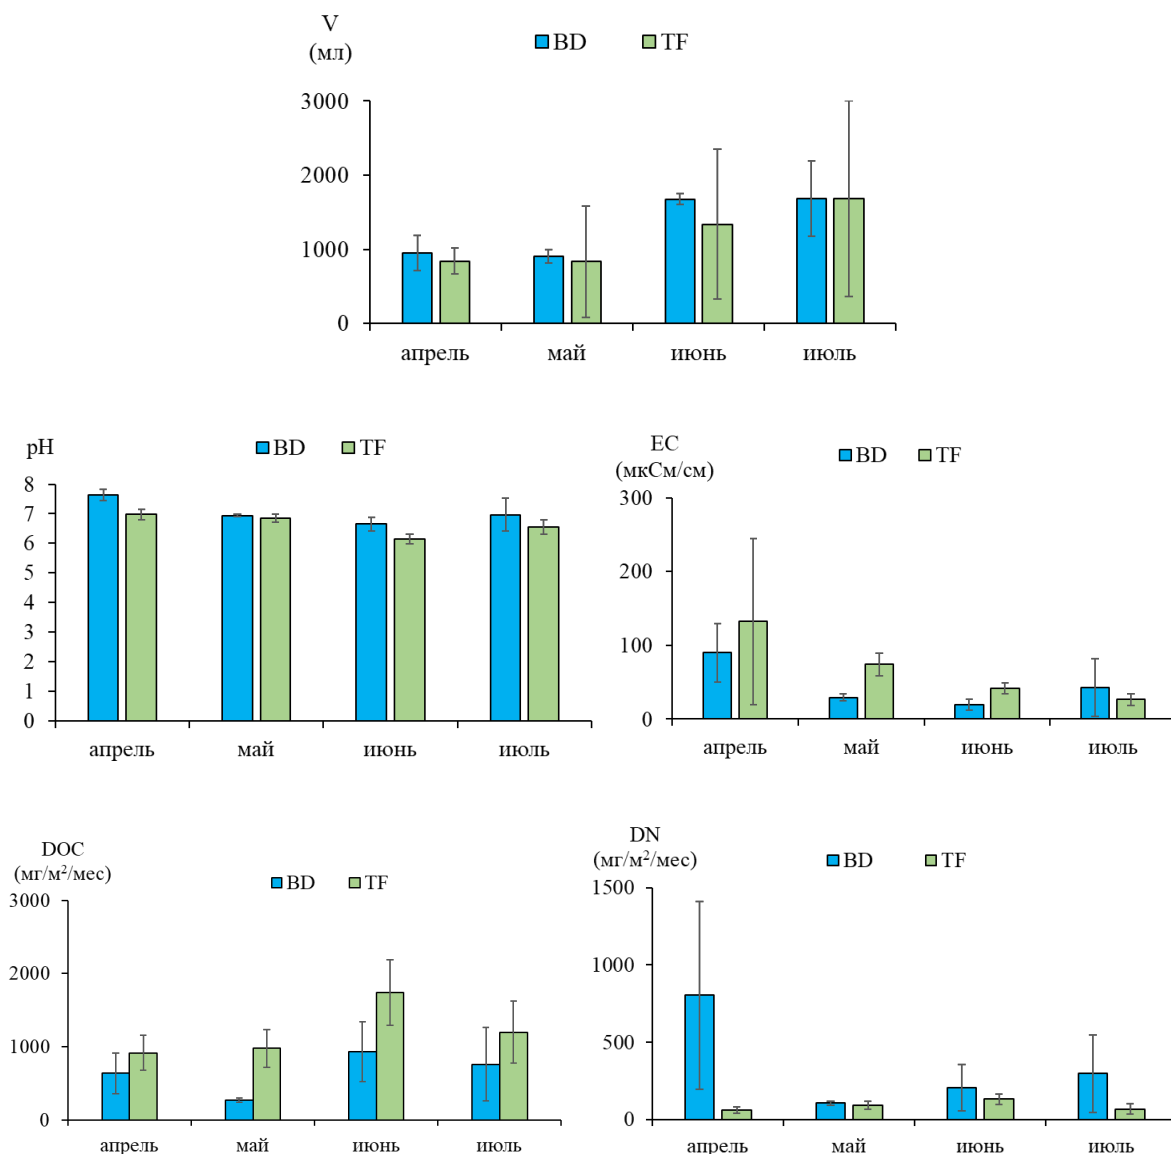 V
(мл)
BD TF
3000
2000
1000
0
апрель май июнь июль
pH
BD TF
8
7
6
5
4
3
2
1
0
апрель май июнь июль
EC
(мкСм/см)
BD TF
300
200
100
0
апрель май июнь июль
DOC
(мг/м²/мес)
BD TF
3000
2000
1000
0
апрель май июнь июль
DN
(мг/м²/мес)
BD TF
1500
1000
500
0
апрель май июнь июль